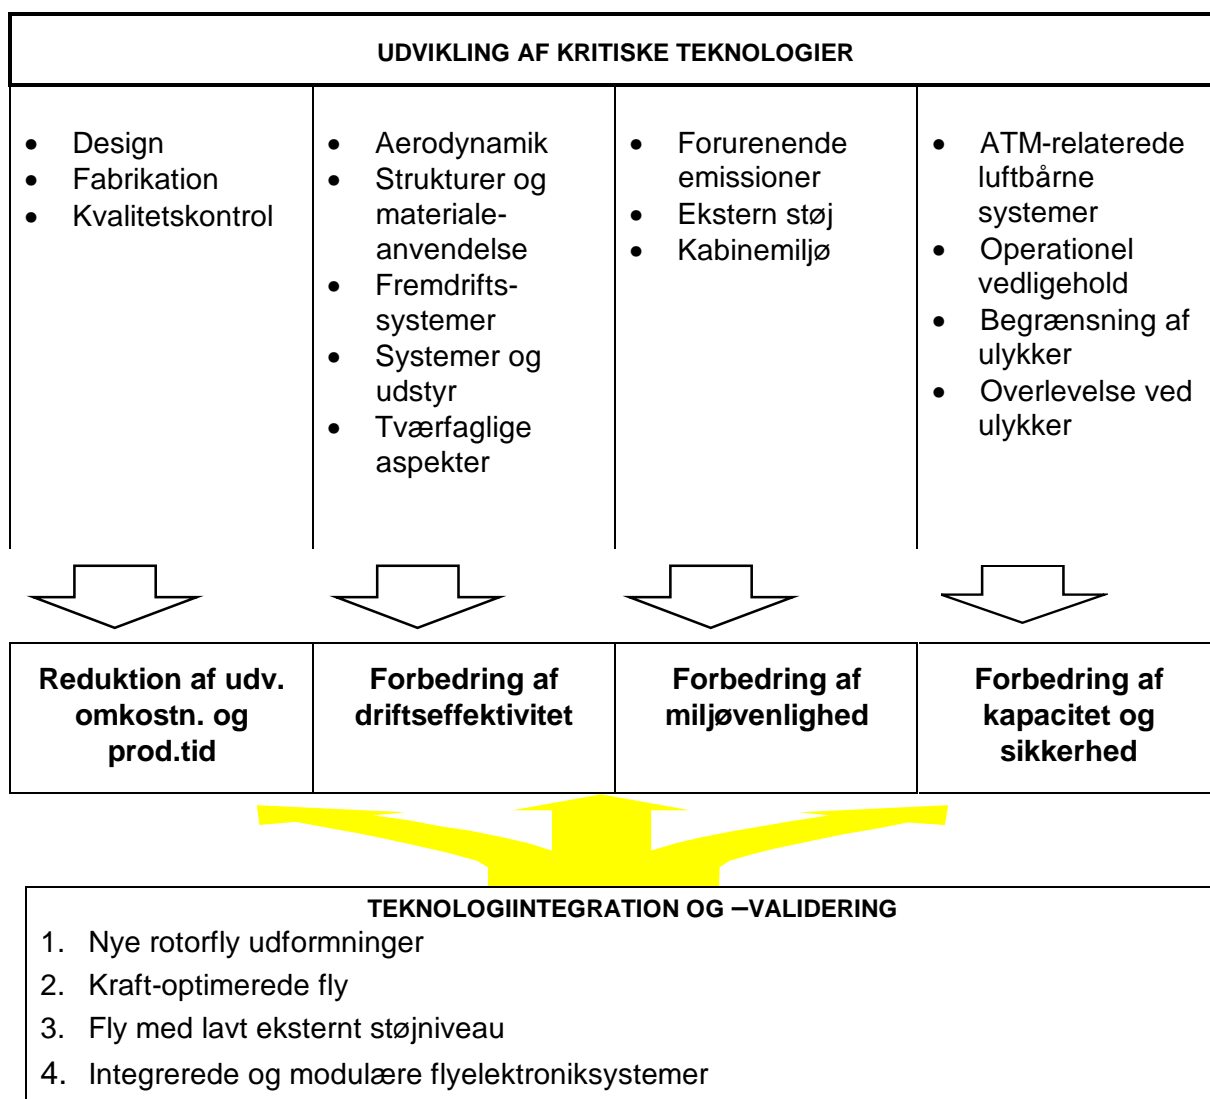 UDVIKLING AF KRITISKE TEKNOLOGIER
• Design
• Fabrikation
• Kvalitetskontrol
• Aerodynamik
• Strukturer og
materiale-
anvendelse
• Fremdrifts-
systemer
• Systemer og
udstyr
• Tværfaglige
aspekter
• Forurenende
emissioner
• Ekstern støj
• Kabinemiljø
• ATM-relaterede
luftbårne
systemer
• Operationel
vedligehold
• Begrænsning af
ulykker
• Overlevelse ved
ulykker
Reduktion af udv.
omkostn. og
prod.tid
Forbedring af
driftseffektivitet
Forbedring af
miljøvenlighed
Forbedring af
kapacitet og
sikkerhed
TEKNOLOGIINTEGRATION OG –VALIDERING
1. Nye rotorfly udformninger
2. Kraft-optimerede fly
3. Fly med lavt eksternt støjniveau
4. Integrerede og modulære flyelektroniksystemer